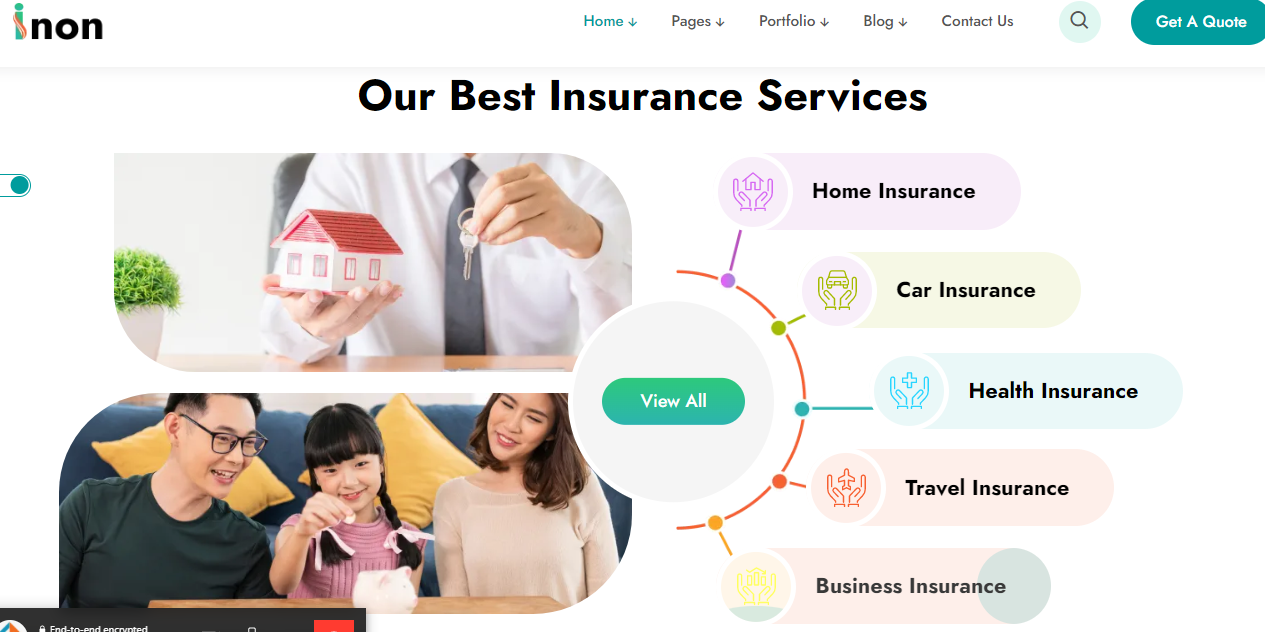 inon
Home ↓ Pages ↓ Portfolio ↓ Blog ↓ Contact Us Get A Quote
Our Best Insurance Services
Home Insurance
Car Insurance
Health Insurance
View All
Travel Insurance
Business Insurance
End-to-end encrypted